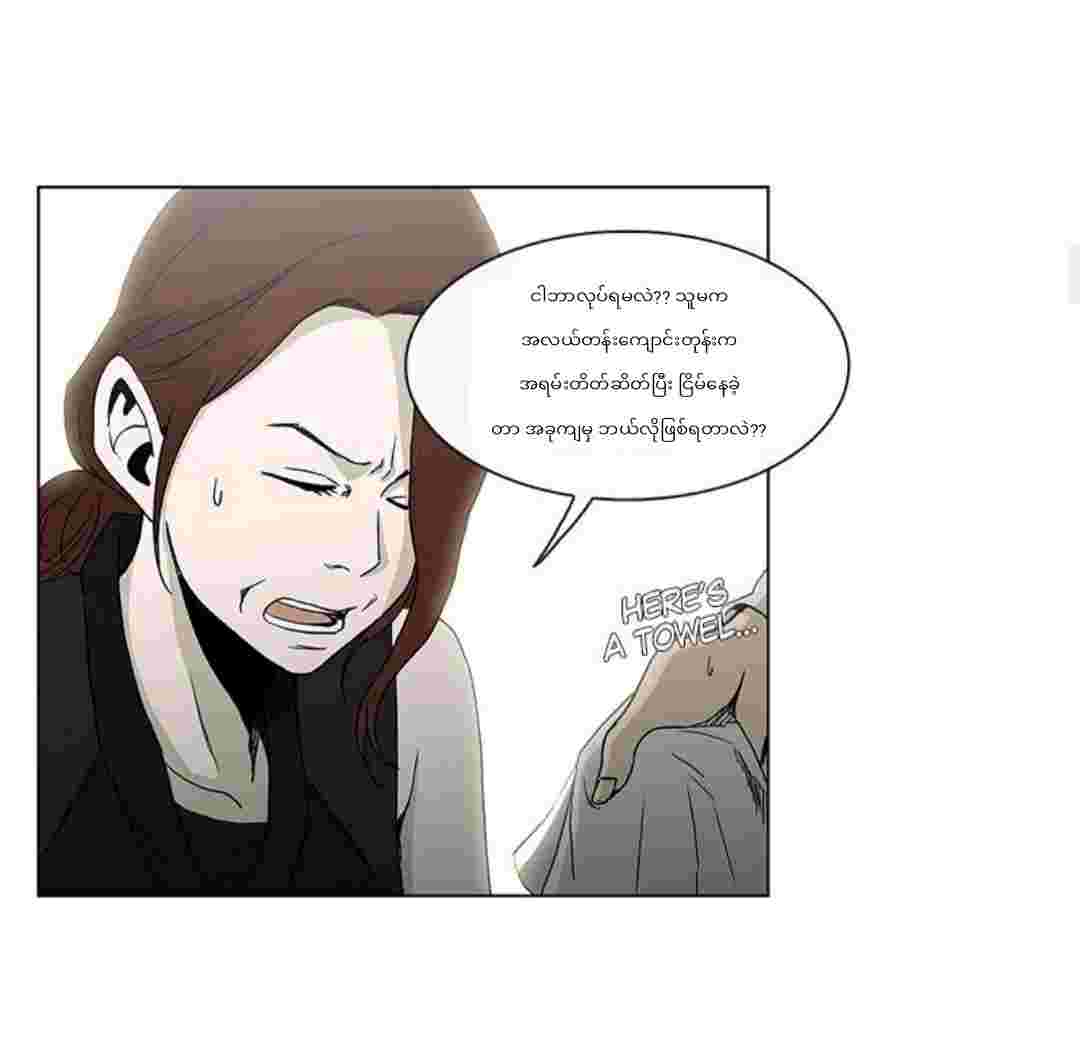 ငါဘာလုပ်ရမလဲ?? သူမက
အလယ်တန်းကျောင်းတုန်းက
အရမ်းတိတ်ဆိတ်ပြီး ငြိမ်နေခဲ့
တာ အခုကျမှ ဘယ်လိုဖြစ်ရတာလဲ??
HERE'S
A TOWEL...